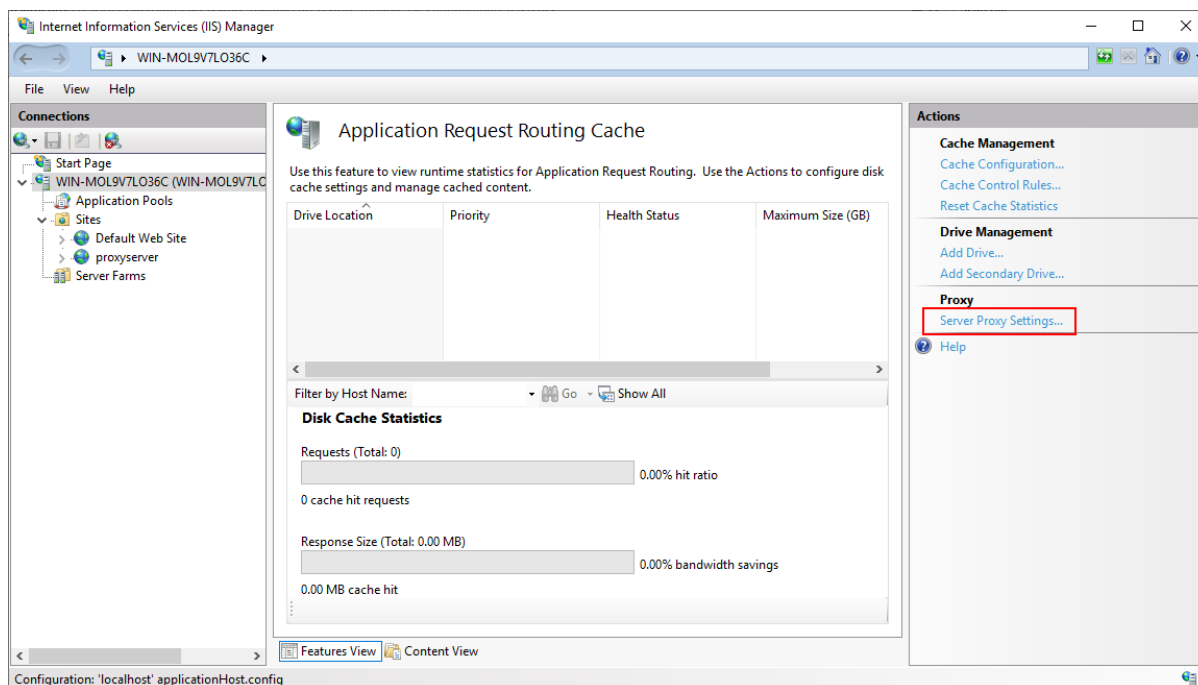 Internet Information Services (IIS) Manager
WIN-MOL9V7LO36C
File View Help
Connections
Start Page
WIN-MOL9V7LO36C (WIN-MOL9V7LC
Application Pools
Sites
Default Web Site
proxyserver
Server Farms
Application Request Routing Cache
Use this feature to view runtime statistics for Application Request Routing. Use the Actions to configure disk
cache settings and manage cached content.
Drive Location Priority Health Status Maximum Size (GB)
Filter by Host Name: Go Show All
Disk Cache Statistics
Requests (Total: 0)
0.00% hit ratio
0 cache hit requests
Response Size (Total: 0.00 MB)
0.00% bandwidth savings
0.00 MB cache hit
Features View Content View
Actions
Cache Management
Cache Configuration...
Cache Control Rules...
Reset Cache Statistics
Drive Management
Add Drive...
Add Secondary Drive...
Proxy
Server Proxy Settings...
Help
Configuration: 'localhost' applicationHost.config